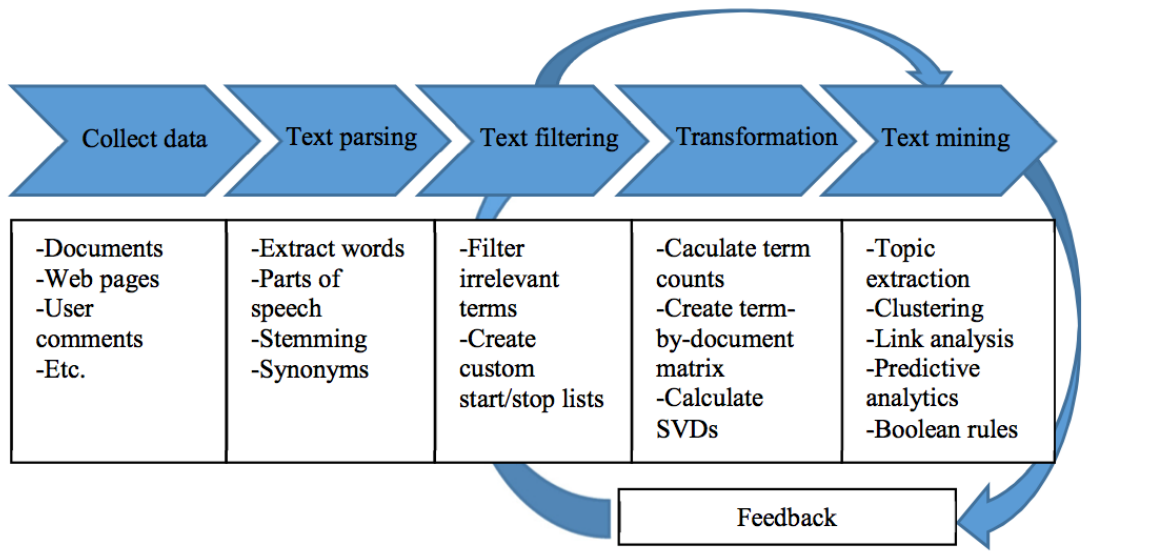 Collect data
Text parsing
Text filtering
Transformation
Text mining
-Documents
-Web pages
-User
comments
-Etc.
-Extract words
-Parts of
speech
-Stemming
-Synonyms
-Filter
irrelevant
terms
-Create
custom
start/stop lists
-Caculate term
counts
-Create term-
by-document
matrix
-Calculate
SVDs
-Topic
extraction
-Clustering
-Link analysis
-Predictive
analytics
-Boolean rules
Feedback